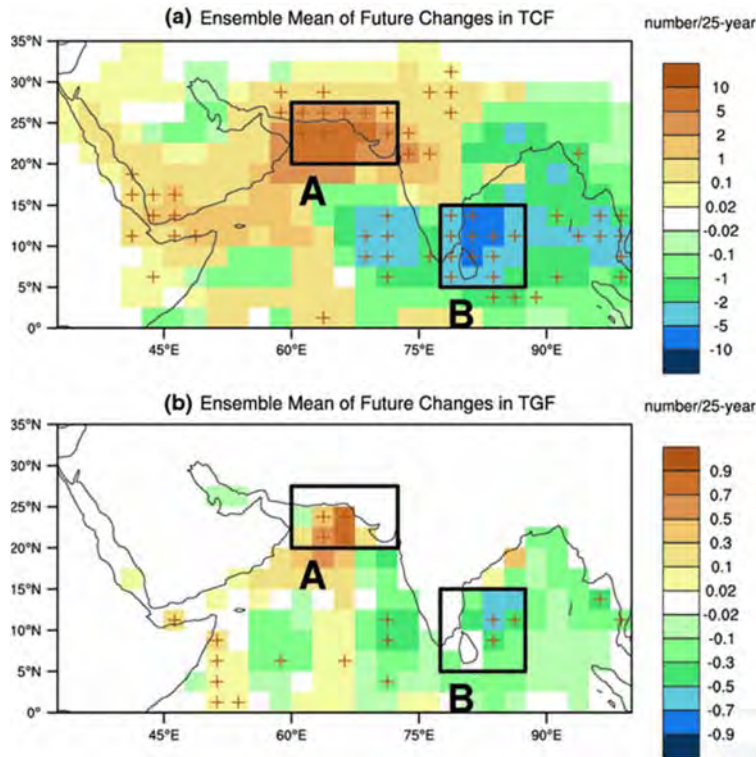 (a) Ensemble Mean of Future Changes in TCF
number/25-year
35°N
30°N
25°N
20°N
15°N
10°N
5°N
0°
A
B
45°E
60°E
75°E
90°E
10
5
2
1
0.1
0.02
-0.02
-0.1
-1
-2
-5
-10
(b) Ensemble Mean of Future Changes in TGF
number/25-year
35°N
30°N
25°N
20°N
15°N
10°N
5°N
0°
A
B
45°E
60°E
75°E
90°E
0.9
0.7
0.5
0.3
0.1
0.02
-0.02
-0.1
-0.3
-0.5
-0.7
-0.9